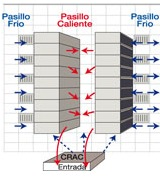 Pasillo Pasillo Pasillo
Frío Caliente Frío
CRAC
Entrada